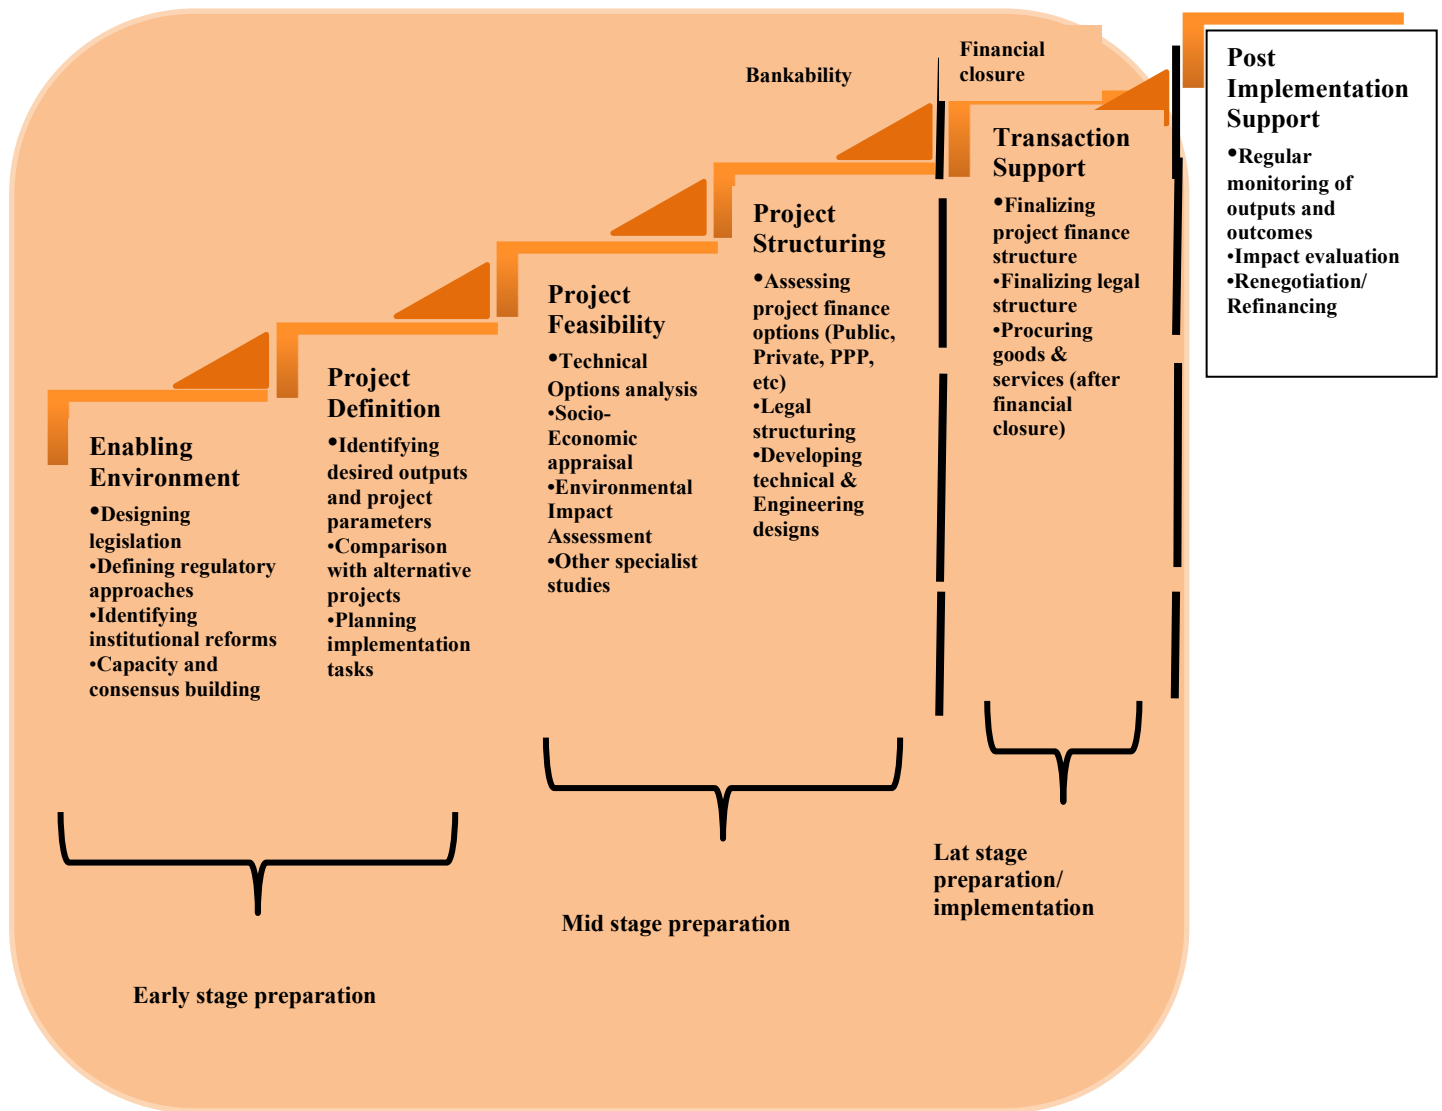 Bankability
Financial
closure
Enabling
Environment
•Designing
legislation
•Defining regulatory
approaches
•Identifying
institutional reforms
•Capacity and
consensus building
Project
Definition
•Identifying
desired outputs
and project
parameters
•Comparison
with alternative
projects
•Planning
implementation
tasks
Project
Feasibility
•Technical
Options analysis
•Socio-
Economic
appraisal
•Environmental
Impact
Assessment
•Other specialist
studies
Project
Structuring
•Assessing
project finance
options (Public,
Private, PPP,
etc)
•Legal
structuring
•Developing
technical &
Engineering
designs
Transaction
Support
•Finalizing
project finance
structure
•Finalizing legal
structure
•Procuring
goods &
services (after
financial
closure)
Post
Implementation
Support
•Regular
monitoring of
outputs and
outcomes
•Impact evaluation
•Renegotiation/
Refinancing
Early stage preparation
Mid stage preparation
Lat stage
preparation/
implementation